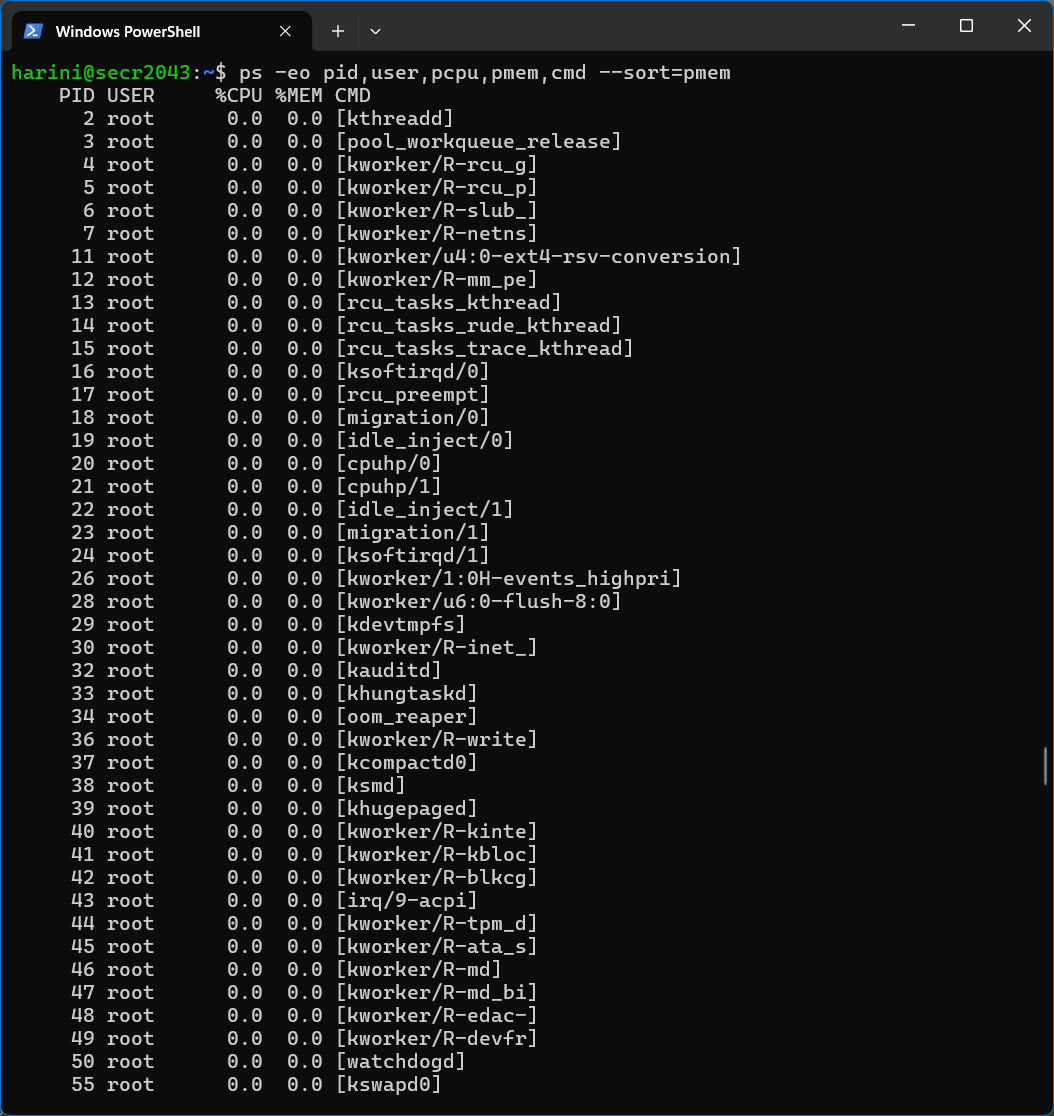 Windows PowerShell
harini@secr2043:~$ ps -eo pid,user,pcpu,pmem,cmd --sort=pmem
    PID USER     %CPU %MEM CMD
      2 root      0.0  0.0 [kthreadd]
      3 root      0.0  0.0 [pool_workqueue_release]
      4 root      0.0  0.0 [kworker/R-rcu_g]
      5 root      0.0  0.0 [kworker/R-rcu_p]
      6 root      0.0  0.0 [kworker/R-slub_]
      7 root      0.0  0.0 [kworker/R-netns]
     11 root      0.0  0.0 [kworker/u4:0-ext4-rsv-conversion]
     12 root      0.0  0.0 [kworker/R-mm_pe]
     13 root      0.0  0.0 [rcu_tasks_kthread]
     14 root      0.0  0.0 [rcu_tasks_rude_kthread]
     15 root      0.0  0.0 [rcu_tasks_trace_kthread]
     16 root      0.0  0.0 [ksoftirqd/0]
     17 root      0.0  0.0 [rcu_preempt]
     18 root      0.0  0.0 [migration/0]
     19 root      0.0  0.0 [idle_inject/0]
     20 root      0.0  0.0 [cpuhp/0]
     21 root      0.0  0.0 [cpuhp/1]
     22 root      0.0  0.0 [idle_inject/1]
     23 root      0.0  0.0 [migration/1]
     24 root      0.0  0.0 [ksoftirqd/1]
     26 root      0.0  0.0 [kworker/1:0H-events_highpri]
     28 root      0.0  0.0 [kworker/u6:0-flush-8:0]
     29 root      0.0  0.0 [kdevtmpfs]
     30 root      0.0  0.0 [kworker/R-inet_]
     32 root      0.0  0.0 [kauditd]
     33 root      0.0  0.0 [khungtaskd]
     34 root      0.0  0.0 [oom_reaper]
     36 root      0.0  0.0 [kworker/R-write]
     37 root      0.0  0.0 [kcompactd0]
     38 root      0.0  0.0 [ksmd]
     39 root      0.0  0.0 [khugepaged]
     40 root      0.0  0.0 [kworker/R-kinte]
     41 root      0.0  0.0 [kworker/R-kbloc]
     42 root      0.0  0.0 [kworker/R-blkcg]
     43 root      0.0  0.0 [irq/9-acpi]
     44 root      0.0  0.0 [kworker/R-tpm_d]
     45 root      0.0  0.0 [kworker/R-ata_s]
     46 root      0.0  0.0 [kworker/R-md]
     47 root      0.0  0.0 [kworker/R-md_bi]
     48 root      0.0  0.0 [kworker/R-edac-]
     49 root      0.0  0.0 [kworker/R-devfr]
     50 root      0.0  0.0 [watchdogd]
     55 root      0.0  0.0 [kswapd0]